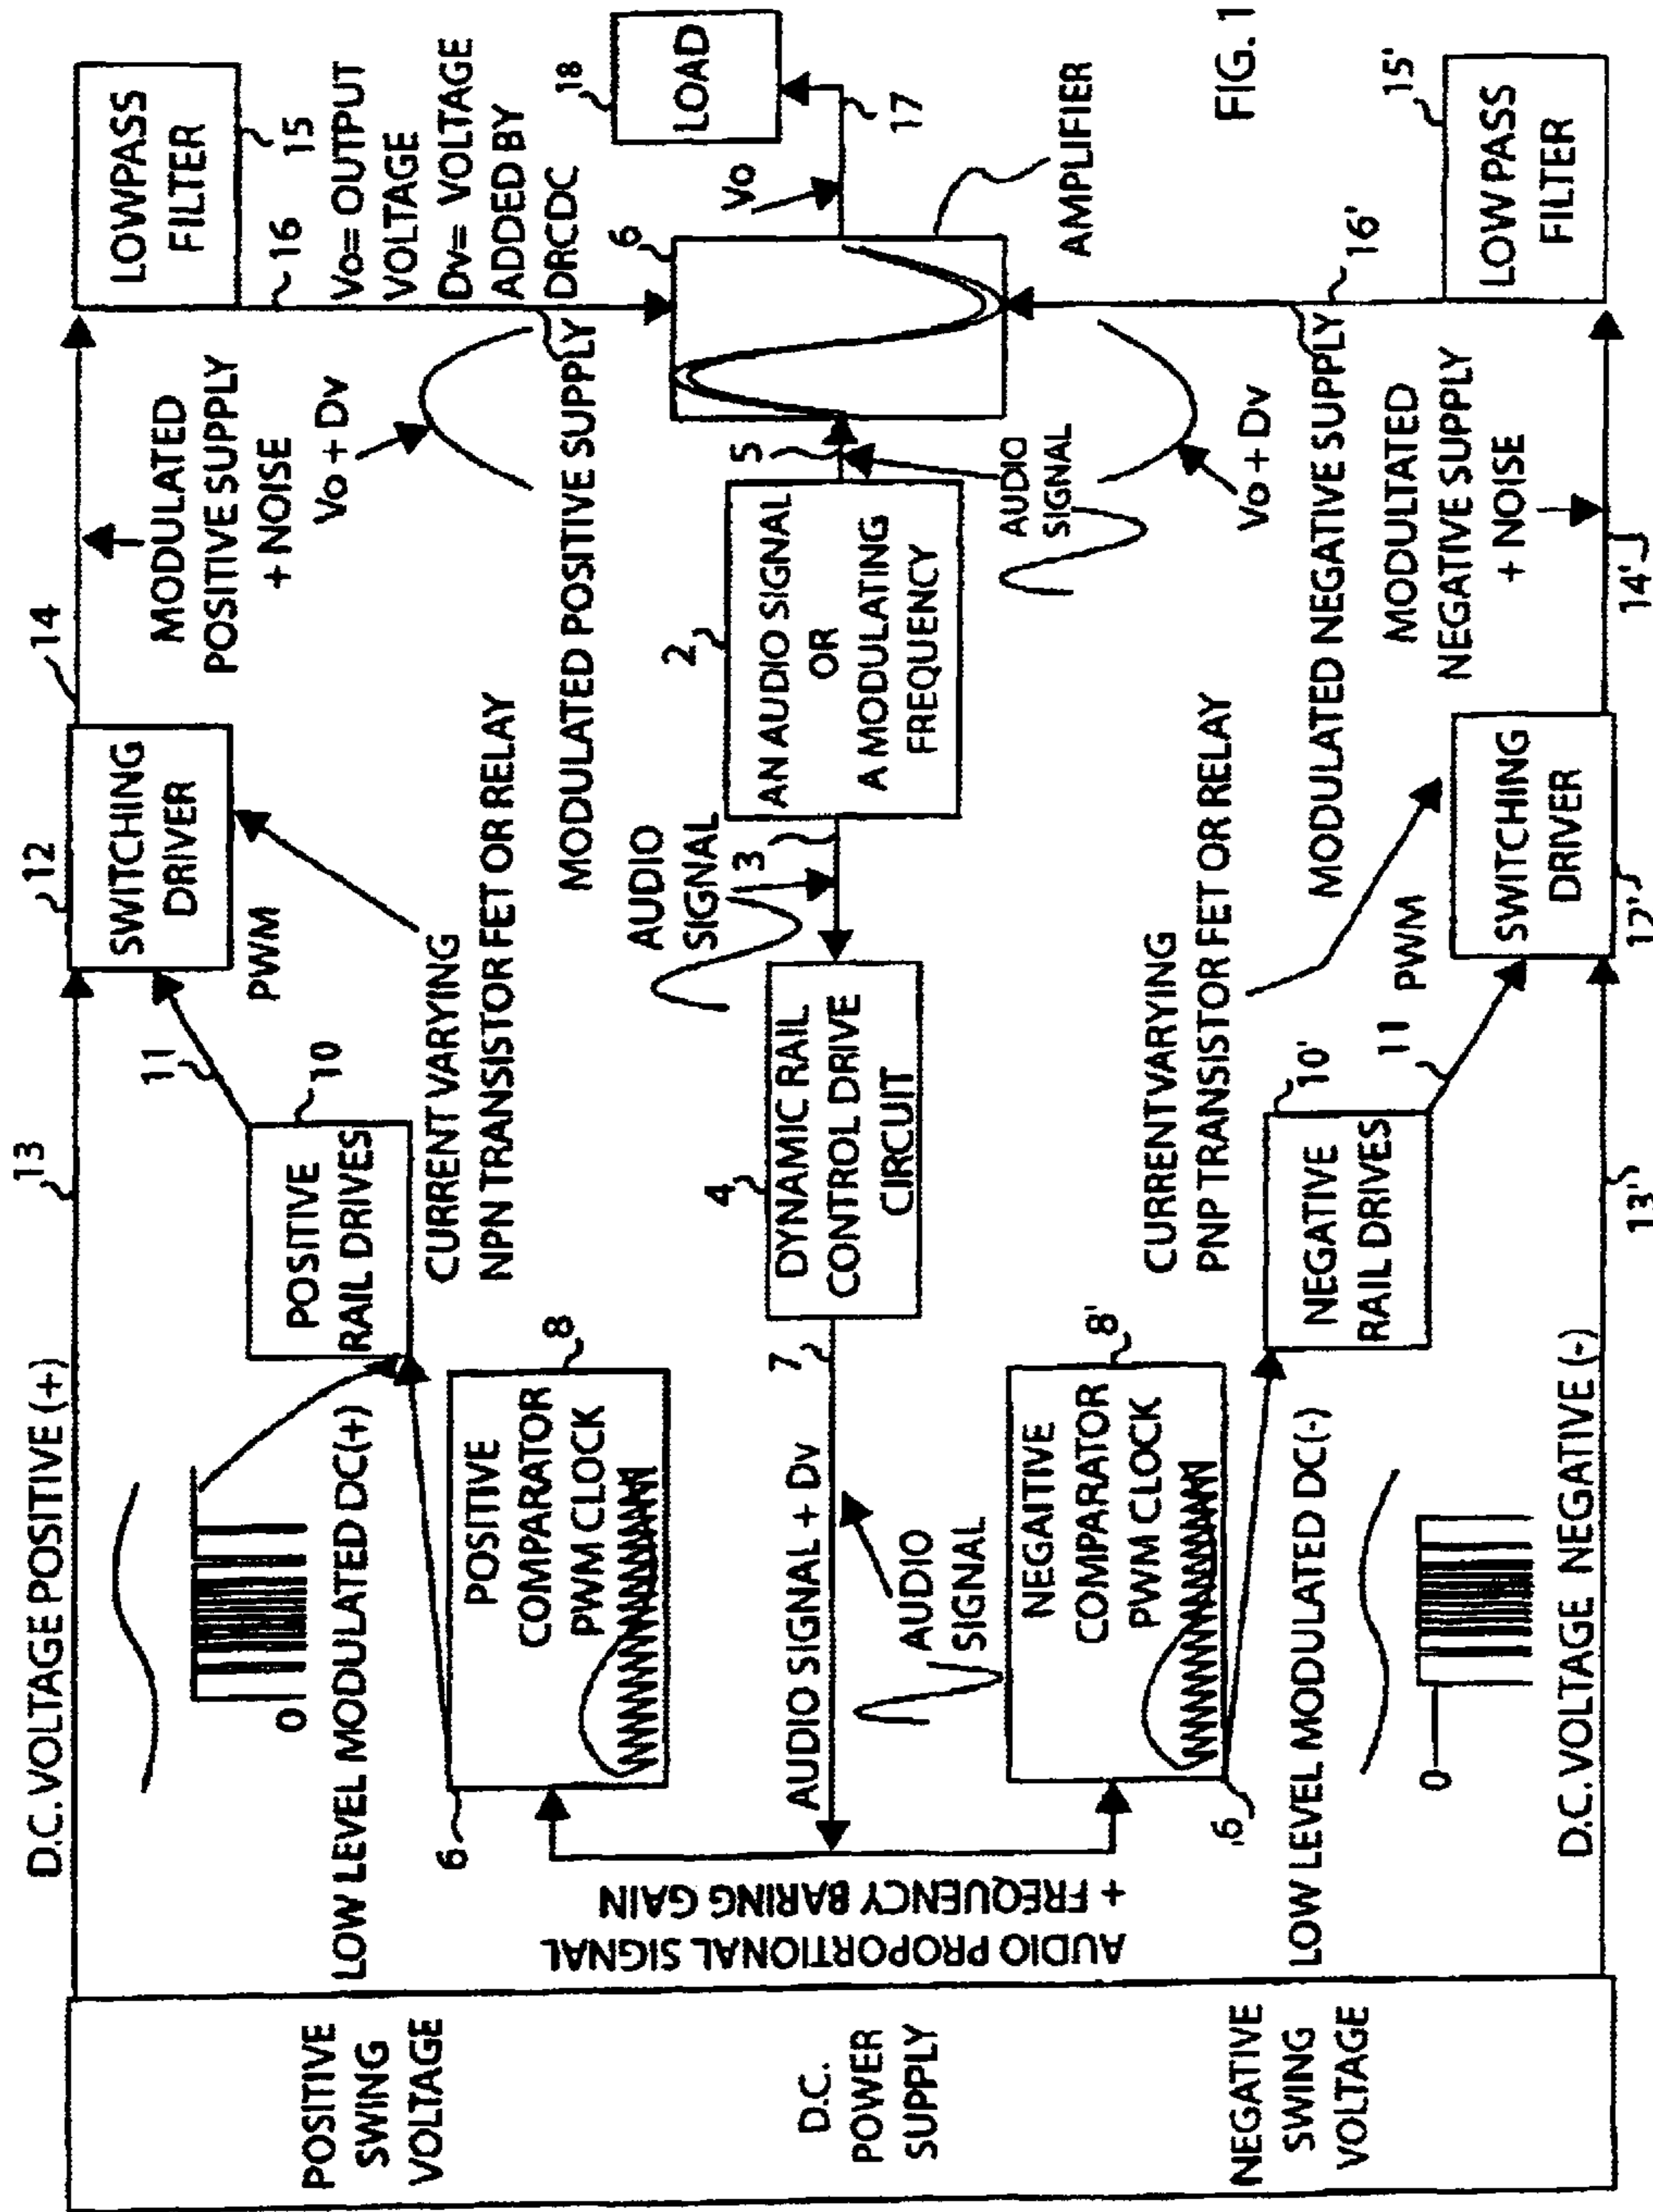 D.C. VOLTAGE POSITIVE (+)
13
12
SWITCHING
DRIVER
14
LOWPASS
FILTER
15
16
MODULATED
POSITIVE SUPPLY
+ NOISE
Vo + Dv
Vo= OUTPUT
VOLTAGE
Dv= VOLTAGE
ADDED BY
DRCDC
11
PWM
10
POSITIVE
RAIL DRIVES
0
LOW LEVEL MODULATED DC(+)
CURRENT VARYING
NPN TRANSISTOR FET OR RELAY
MODULATED POSITIVE SUPPLY
POSITIVE
SWING
VOLTAGE
6
8
POSITIVE
COMPARATOR
PWM CLOCK
AUDIO
SIGNAL
3
2
AN AUDIO SIGNAL
OR
A MODULATING
FREQUENCY
5
6
Vo
18
LOAD
17
AMPLIFIER
AUDIO
SIGNAL
4
DYNAMIC RAIL
CONTROL DRIVE
CIRCUIT
7
AUDIO SIGNAL + Dv
AUDIO
SIGNAL
AUDIO PROPORTIONAL SIGNAL
+ FREQUENCY BARING GAIN
D.C.
POWER
SUPPLY
8'
NEGAITIVE
COMPARATOR
PWM CLOCK
,6
CURRENTVARYING
PNP TRANSISTOR FET OR RELAY
Vo + Dv
16'
FIG. 1
NEGATIVE
SWING
VOLTAGE
LOW LEVEL MODULATED DC(-)
0
10'
NEGATIVE
RAIL DRIVES
11
PWM
MODULATED NEGATIVE SUPPLY
MODULTATED
NEGATIVE SUPPLY
+ NOISE
SWITCHING
DRIVER
12'
14'
15'
LOWPASS
FILTER
D.C. VOLTAGE NEGATIVE (-)
13'